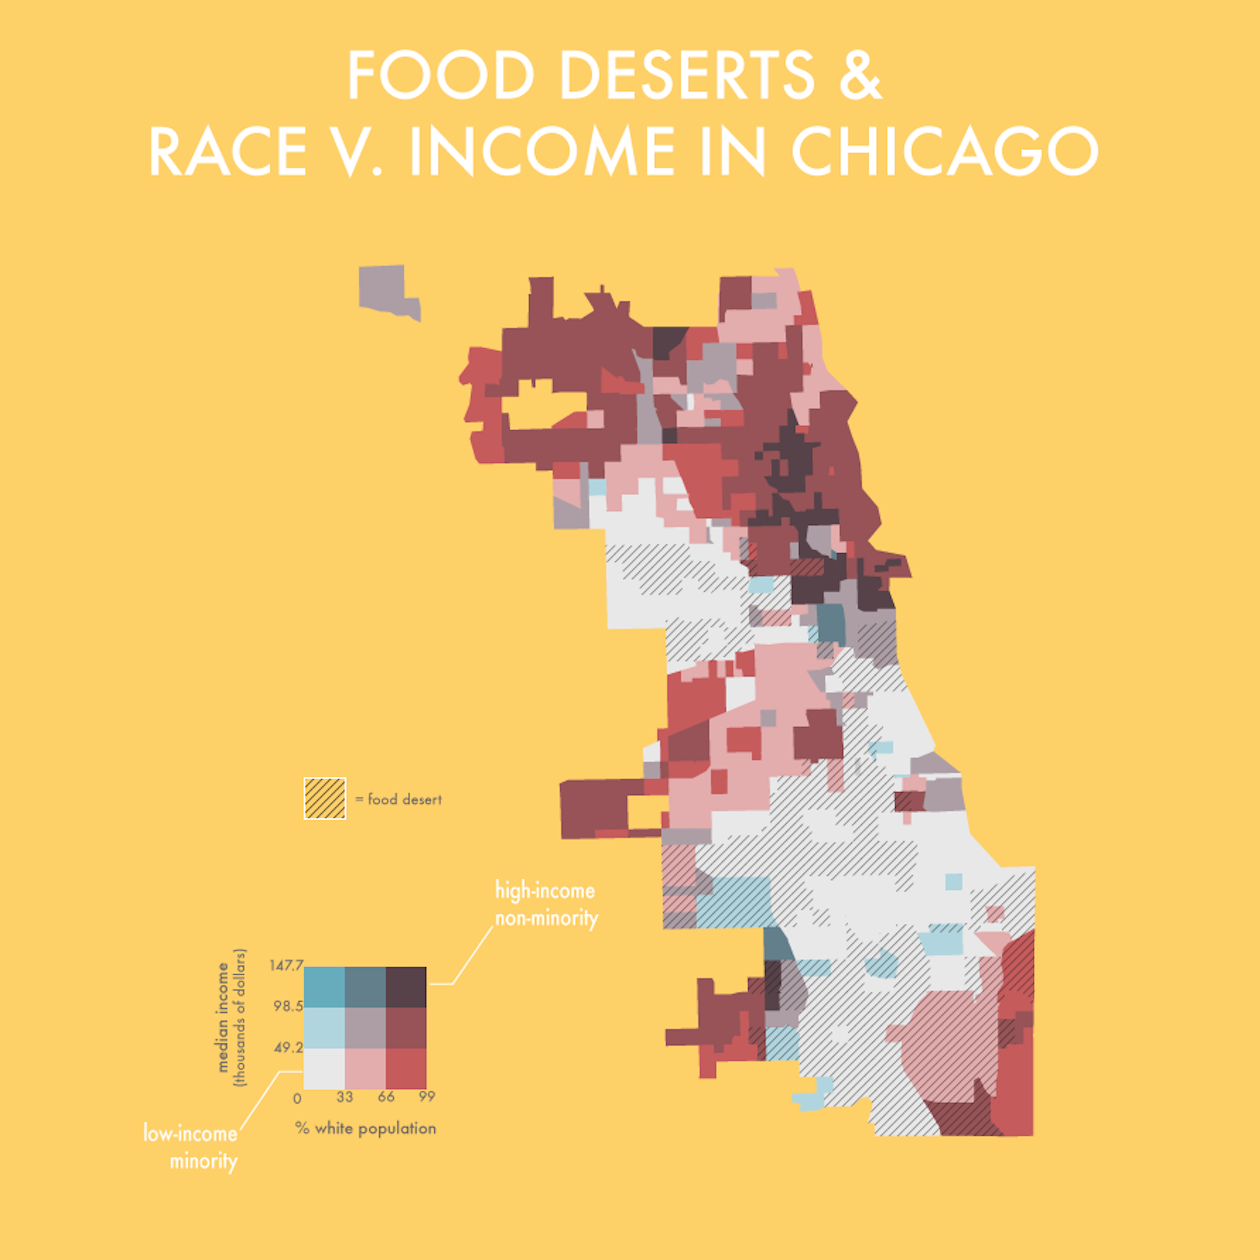 FOOD DESERTS &
RACE V. INCOME IN CHICAGO
= food desert
high-income
non-minority
median income
(thousands of dollars)
147.7
98.5
49.2
0 33 66 99
% white population
low-income
minority